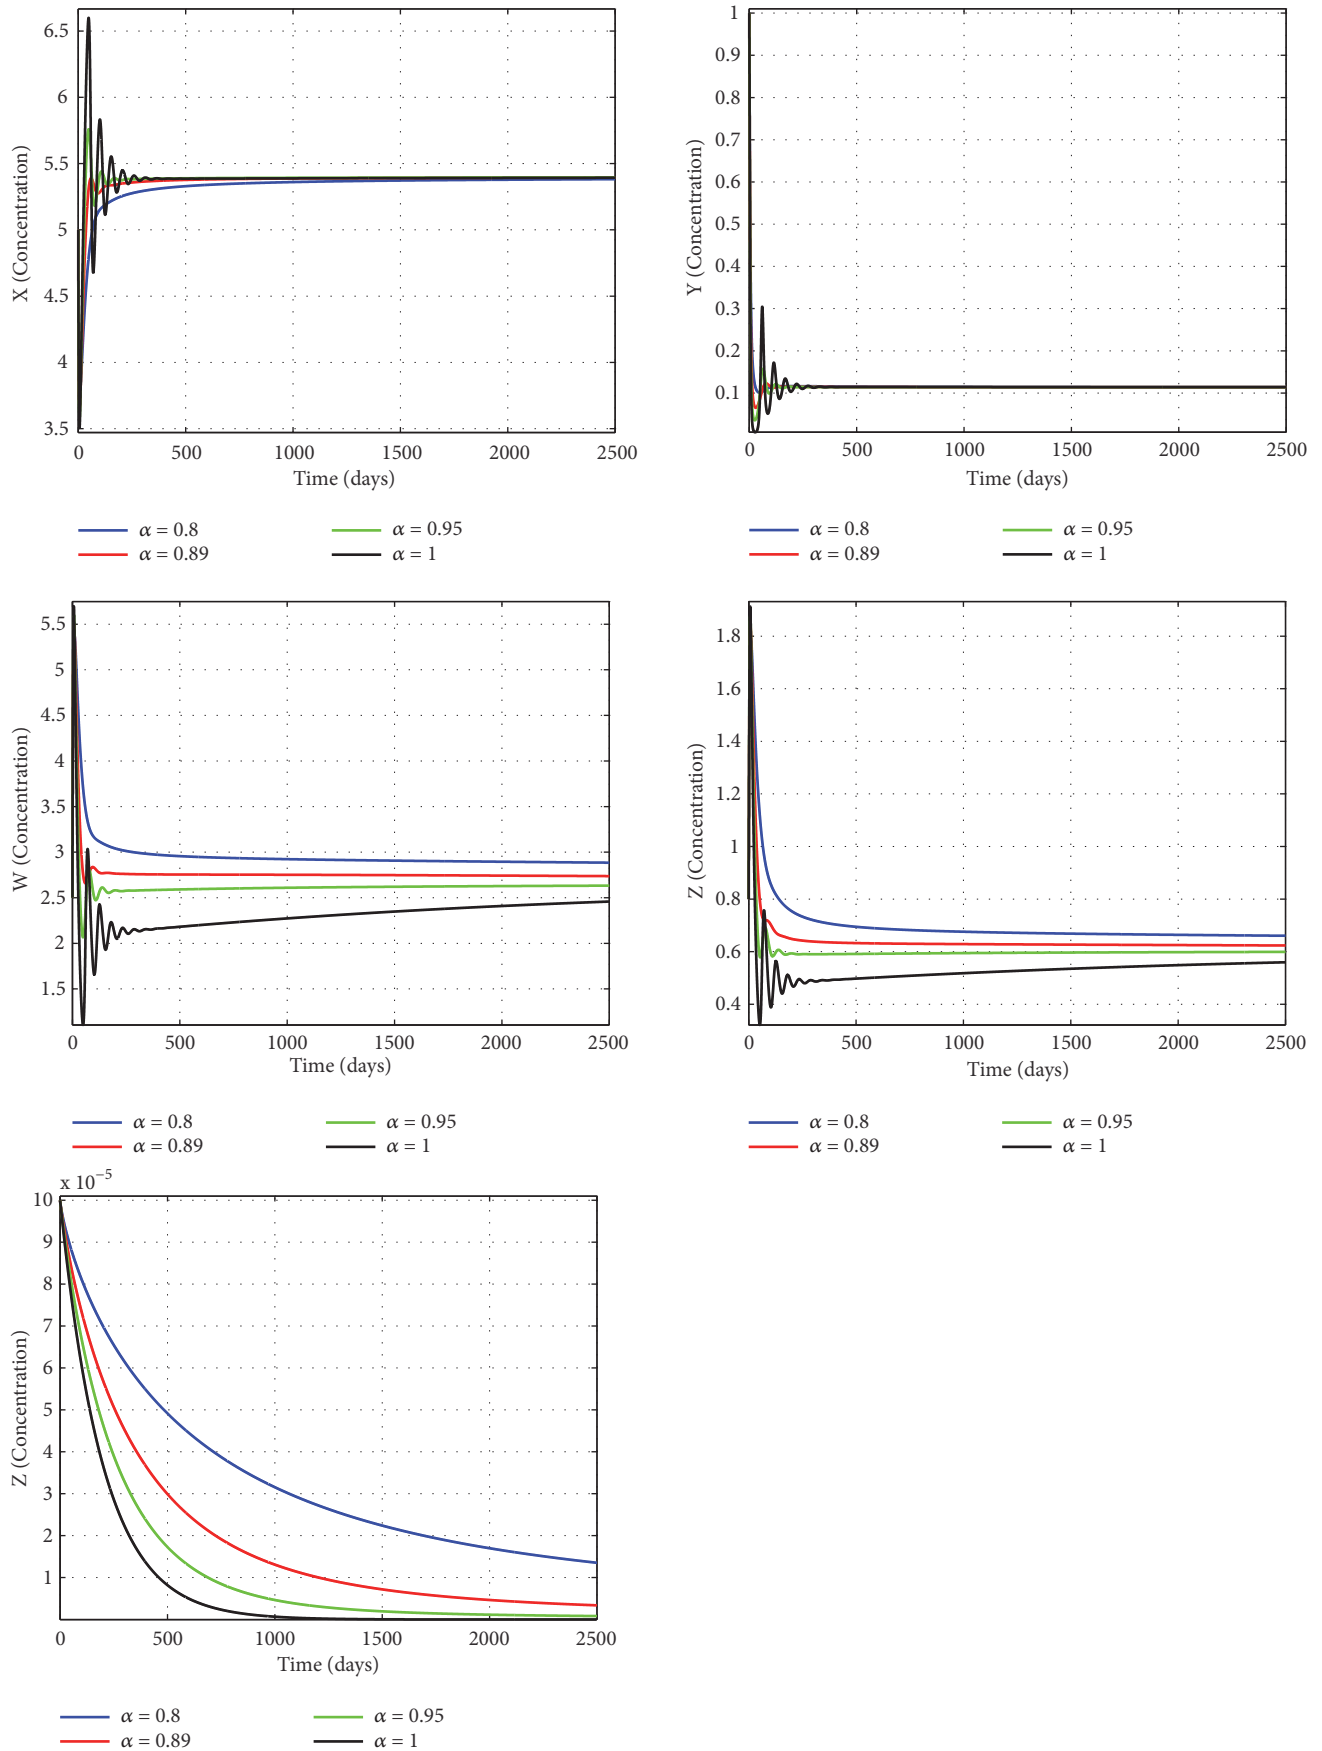 6.5
6
5.5
5
4.5
4
3.5
X (Concentration)
0 500 1000 1500 2000 2500
Time (days)
α = 0.8 α = 0.95
α = 0.89 α = 1
1
0.9
0.8
0.7
0.6
0.5
0.4
0.3
0.2
0.1
Y (Concentration)
0 500 1000 1500 2000 2500
Time (days)
α = 0.8 α = 0.95
α = 0.89 α = 1
5.5
5
4.5
4
3.5
3
2.5
2
1.5
W (Concentration)
0 500 1000 1500 2000 2500
Time (days)
α = 0.8 α = 0.95
α = 0.89 α = 1
1.8
1.6
1.4
1.2
1
0.8
0.6
0.4
Z (Concentration)
0 500 1000 1500 2000 2500
Time (days)
α = 0.8 α = 0.95
α = 0.89 α = 1
x 10⁻⁵
10
9
8
7
6
5
4
3
2
1
Z (Concentration)
0 500 1000 1500 2000 2500
Time (days)
α = 0.8 α = 0.95
α = 0.89 α = 1